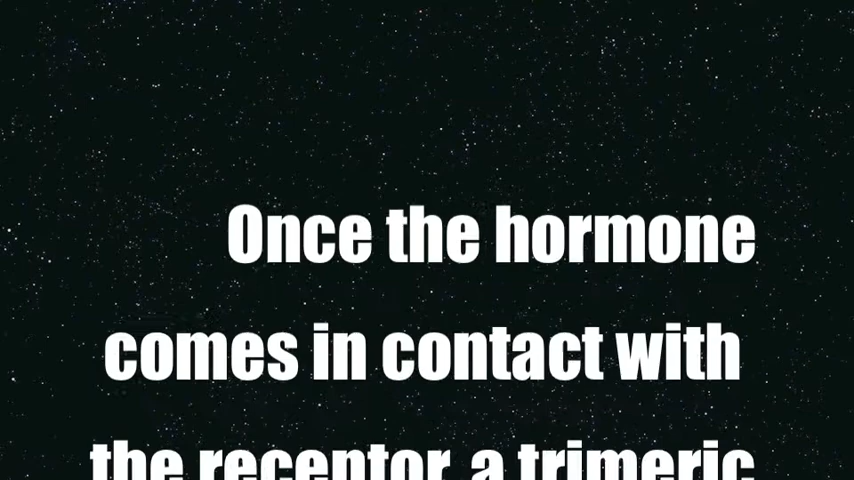 Once the hormone
comes in contact with
the receptor, a trimeric